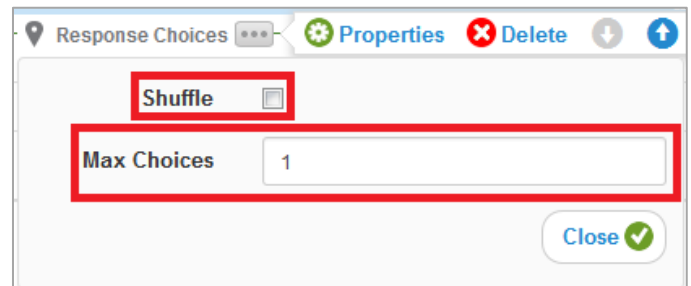 Response Choices Properties Delete
Shuffle
Max Choices 1
Close